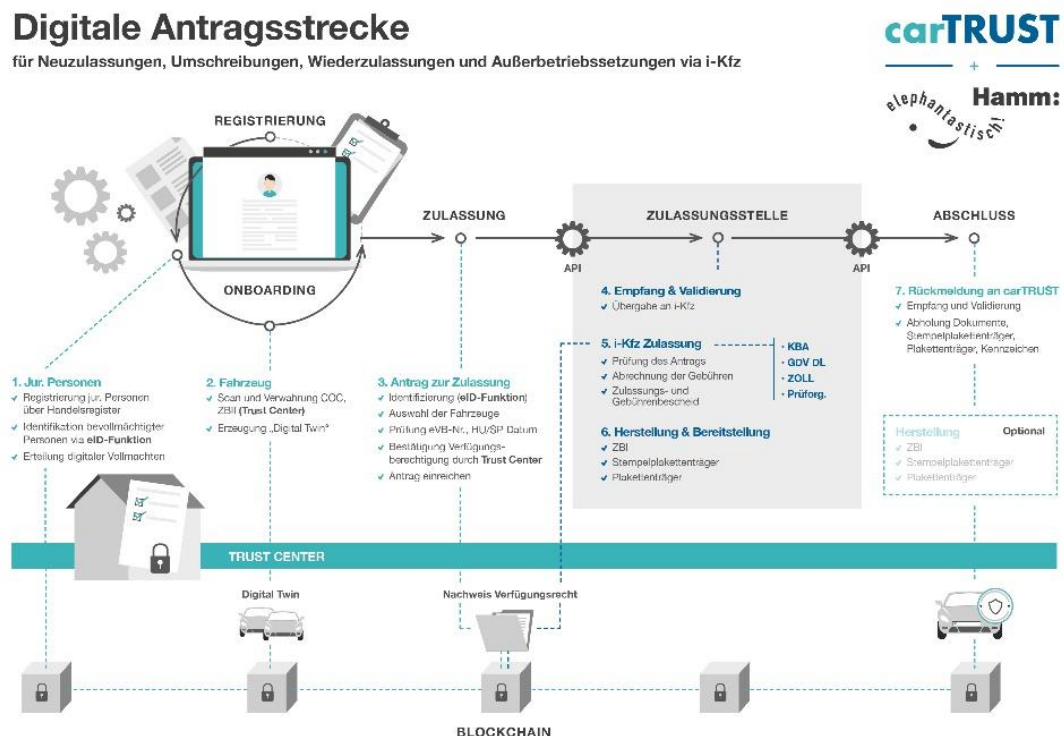 Digitale Antragsstrecke
für Neuzulassungen, Umschreibungen, Wiederzulassungen und Außerbetriebssetzungen via i-Kfz
carTRUST
+
elephantastisch!
Hamm:
REGISTRIERUNG
ONBOARDING
ZULASSUNG
API
ZULASSUNGSSTELLE
API
ABSCHLUSS
1. Jur. Personen
Registrierung jur. Personen
über Handelsregister
Identifikation bevollmächtigter
Personen via eID-Funktion
Erteilung digitaler Vollmachten
2. Fahrzeug
Scan und Verwahrung COC,
ZBII (Trust Center)
Erzeugung „Digital Twin"
3. Antrag zur Zulassung
Identifizierung (eID-Funktion)
Auswahl der Fahrzeuge
Prüfung eVB-Nr., HU/SP Datum
Bestätigung Verfügungs-
berechtigung durch Trust Center
Antrag einreichen
4. Empfang & Validierung
Übergabe an i-Kfz
5. i-Kfz Zulassung
Prüfung des Antrags
Abrechnung der Gebühren
Zulassungs- und
Gebührenbescheid
• KBA
• GDV DL
• ZOLL
• Prüforg.
6. Herstellung & Bereitstellung
ZBI
Stempelplakettenträger
Plakettenträger
7. Rückmeldung an carTRUST
Empfang und Validierung
Abholung Dokumente,
Stempelplakettenträger,
Plakettenträger, Kennzeichen
Herstellung Optional
ZBI
Stempelplakettenträger
Plakettenträger
TRUST CENTER
Digital Twin
Nachweis Verfügungsrecht
BLOCKCHAIN